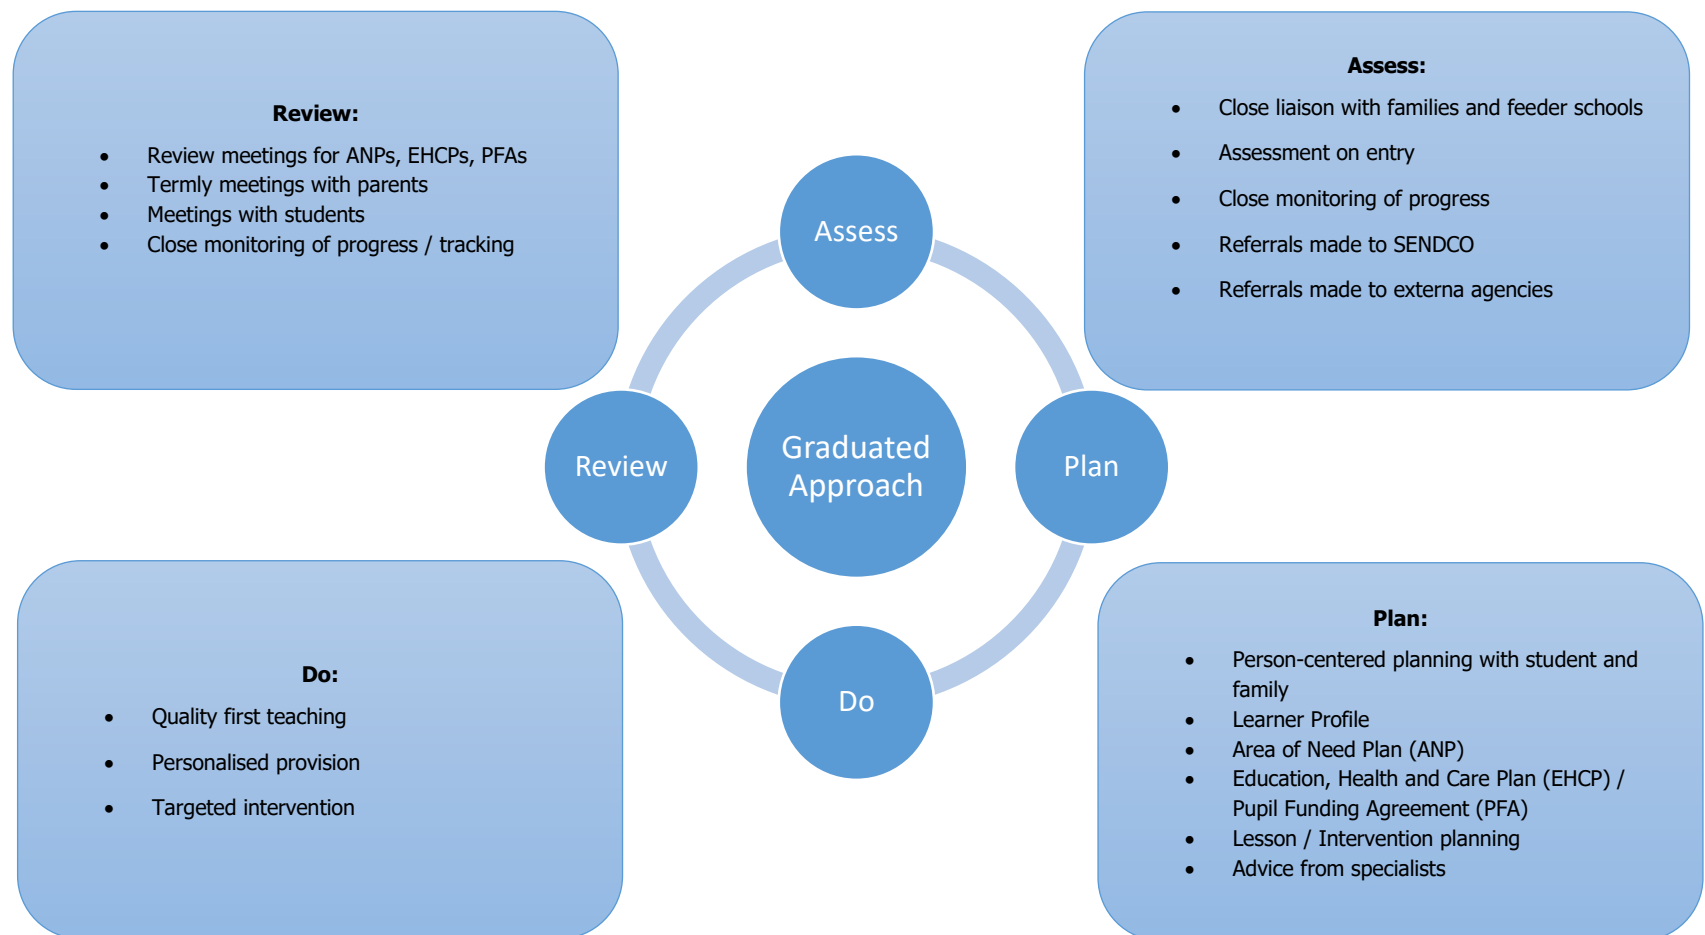 Review:
• Review meetings for ANPs, EHCPs, PFAs
• Termly meetings with parents
• Meetings with students
• Close monitoring of progress / tracking
Assess:
• Close liaison with families and feeder schools
• Assessment on entry
• Close monitoring of progress
• Referrals made to SENDCO
• Referrals made to externa agencies
Assess
Review
Graduated
Approach
Plan
Do
Do:
• Quality first teaching
• Personalised provision
• Targeted intervention
Plan:
• Person-centered planning with student and
family
• Learner Profile
• Area of Need Plan (ANP)
• Education, Health and Care Plan (EHCP) /
Pupil Funding Agreement (PFA)
• Lesson / Intervention planning
• Advice from specialists